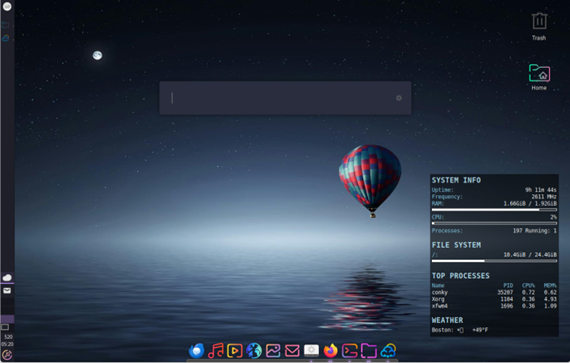 Trash
Home
SYSTEM INFO
Uptime: 9h 11m 44s
Frequency: 2611 MHz
RAM: 1.66GiB / 1.92GiB
CPU: 2%
Processes: 197 Running: 1
FILE SYSTEM
/: 10.4GiB / 24.4GiB
TOP PROCESSES
Name PID CPU% MEM%
conky 35207 0.72 0.62
Xorg 1104 0.36 4.93
xfwm4 1696 0.36 1.09
WEATHER
Boston: +49°F
520
05:20